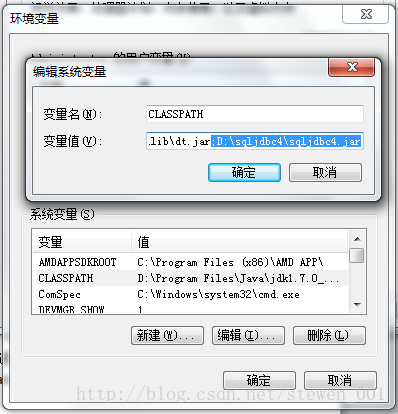 环境变量
编辑系统变量
变量名(N):
CLASSPATH
变量值(V):
.lib\dt.jar;D:\sqljdbc4\sqljdbc4.jar
确定
取消
系统变量(S)
变量 值
AMDAPPSDKROOT C:\Program Files (x86)\AMD APP\
CLASSPATH D:\Program Files\Java\jdk1.7.0_...
ComSpec C:\Windows\system32\cmd.exe
DEVMGR_SHOW 1
新建(W)... 编辑(I)... 删除(L)
确定 取消
http://blog.csdn.net/stewen_001